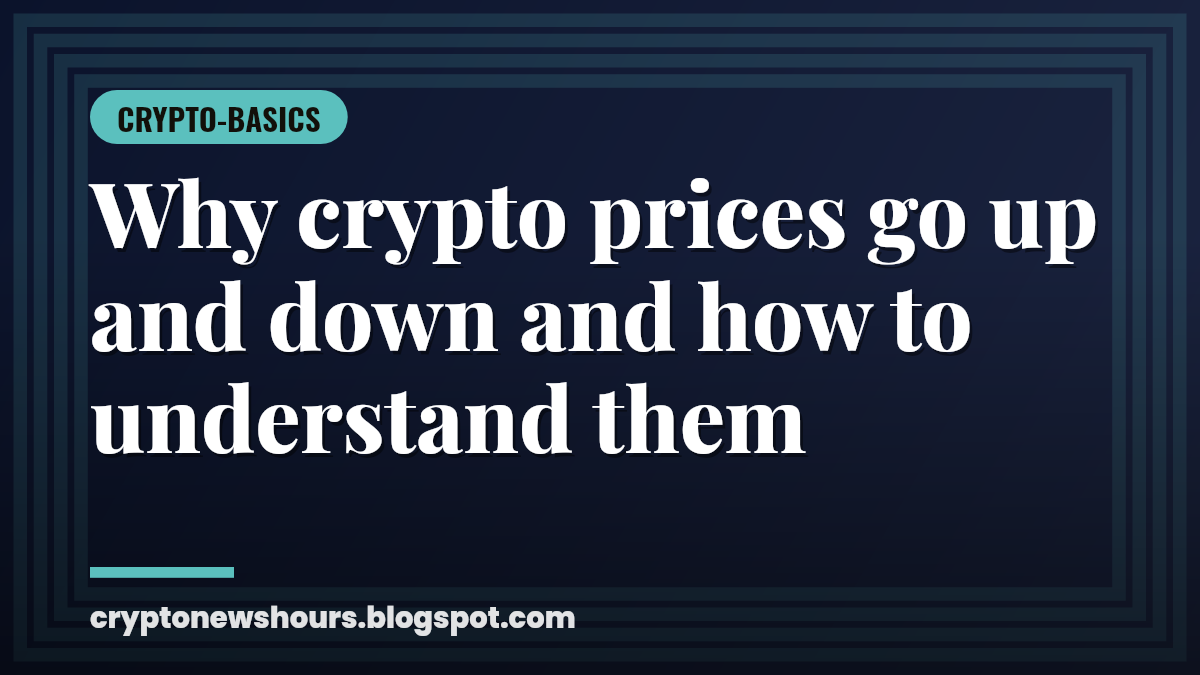 CRYPTO-BASICS
Why crypto prices go up
and down and how to
understand them
cryptonewshours.blogspot.com